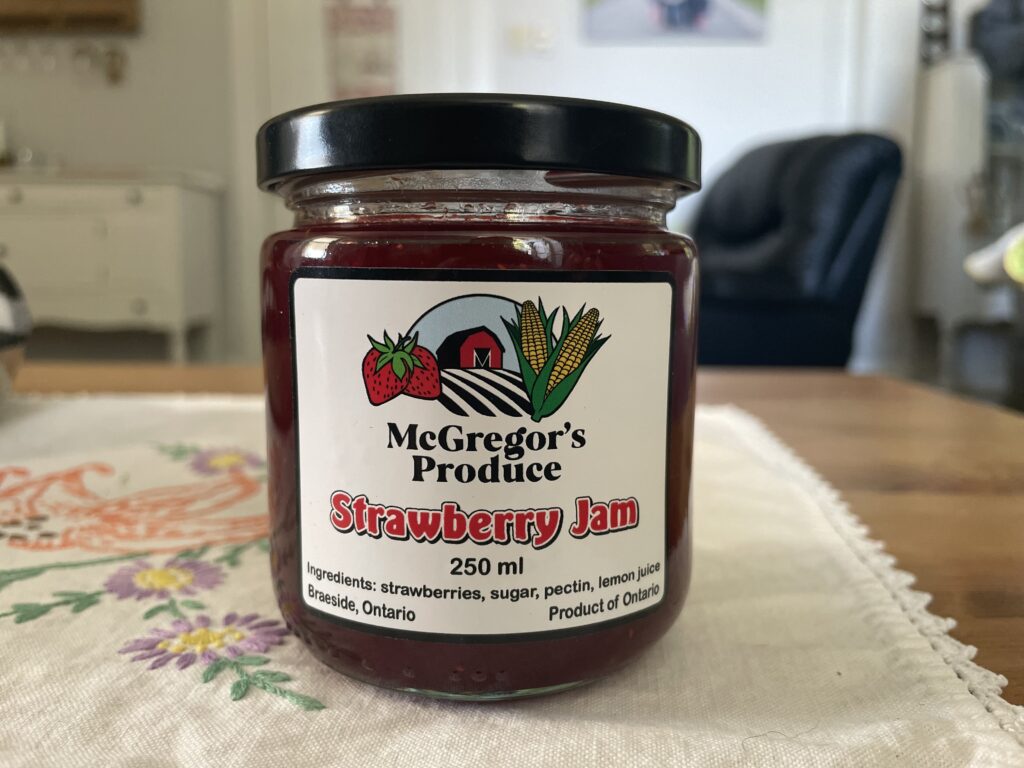 M
McGregor's
Produce
Strawberry Jam
250 ml
Ingredients: strawberries, sugar, pectin, lemon juice
Braeside, Ontario
Product of Ontario